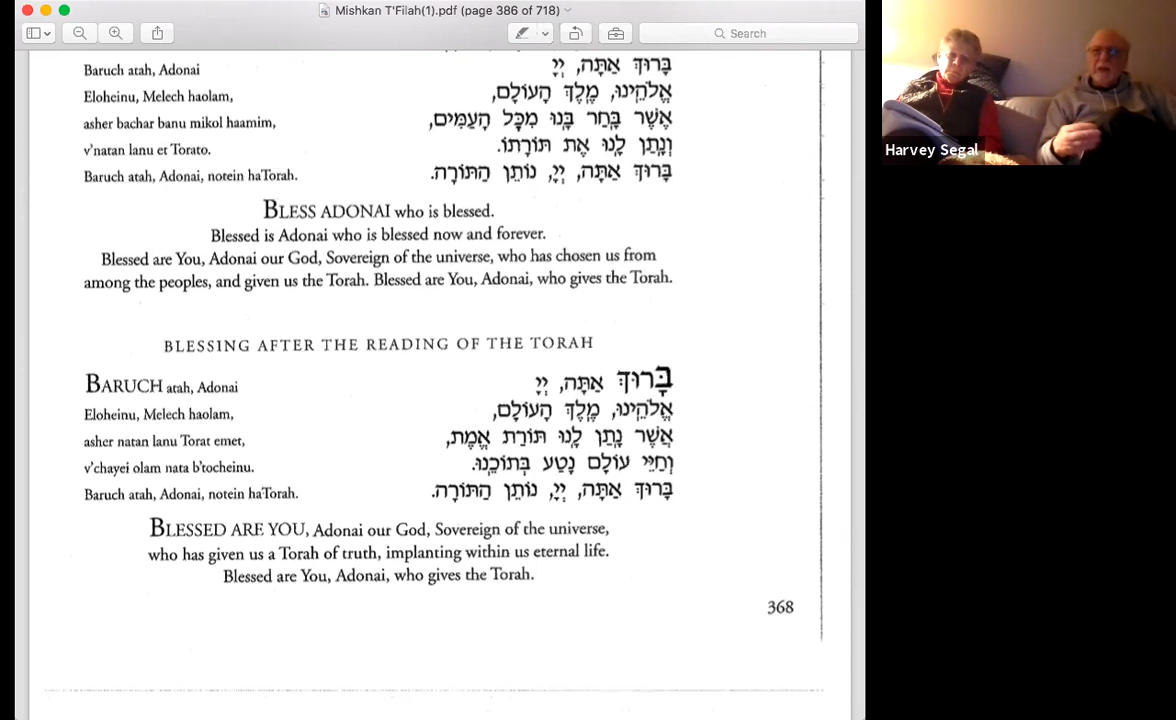 Mishkan T'Filah(1).pdf (page 386 of 718)
Search
Baruch atah, Adonai
Eloheinu, Melech haolam,
asher bachar banu mikol haamim,
v'natan lanu et Torato.
Baruch atah, Adonai, notein haTorah.
בָּרוּךְ אַתָּה, יְיָ
אֱלֹהֵינוּ, מֶלֶךְ הָעוֹלָם,
אֲשֶׁר בָּחַר בָּנוּ מִכָּל הָעַמִּים,
וְנָתַן לָנוּ אֶת תּוֹרָתוֹ.
בָּרוּךְ אַתָּה, יְיָ, נוֹתֵן הַתּוֹרָה.
BLESS ADONAI who is blessed.
Blessed is Adonai who is blessed now and forever.
Blessed are You, Adonai our God, Sovereign of the universe, who has chosen us from
among the peoples, and given us the Torah. Blessed are You, Adonai, who gives the Torah.
BLESSING AFTER THE READING OF THE TORAH
BARUCH atah, Adonai
Eloheinu, Melech haolam,
asher natan lanu Torat emet,
v'chayei olam nata b'tocheinu.
Baruch atah, Adonai, notein haTorah.
בָּרוּךְ אַתָּה, יְיָ
אֱלֹהֵינוּ, מֶלֶךְ הָעוֹלָם,
אֲשֶׁר נָתַן לָנוּ תּוֹרַת אֱמֶת,
וְחַיֵּי עוֹלָם נָטַע בְּתוֹכֵנוּ.
בָּרוּךְ אַתָּה, יְיָ, נוֹתֵן הַתּוֹרָה.
BLESSED ARE YOU, Adonai our God, Sovereign of the universe,
who has given us a Torah of truth, implanting within us eternal life.
Blessed are You, Adonai, who gives the Torah.
368
Harvey Segal